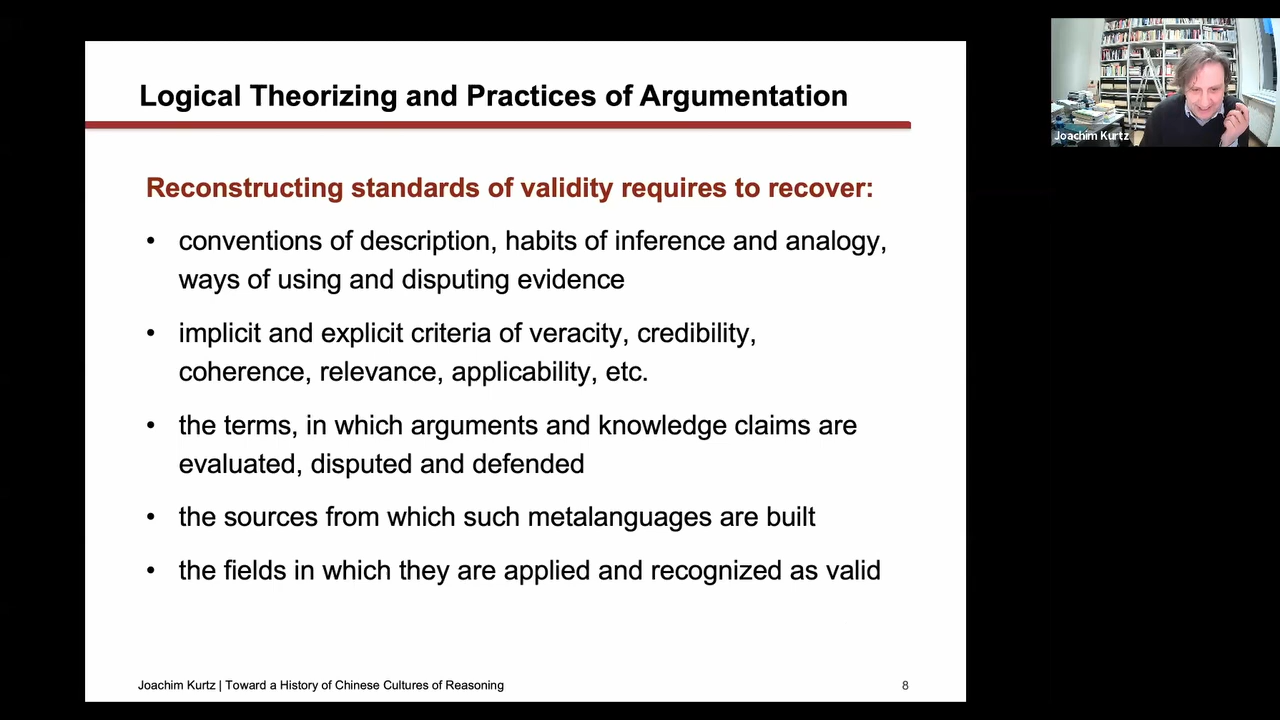 Logical Theorizing and Practices of Argumentation
Reconstructing standards of validity requires to recover:
• conventions of description, habits of inference and analogy,
ways of using and disputing evidence
• implicit and explicit criteria of veracity, credibility,
coherence, relevance, applicability, etc.
• the terms, in which arguments and knowledge claims are
evaluated, disputed and defended
• the sources from which such metalanguages are built
• the fields in which they are applied and recognized as valid
Joachim Kurtz | Toward a History of Chinese Cultures of Reasoning
8
Joachim Kurtz